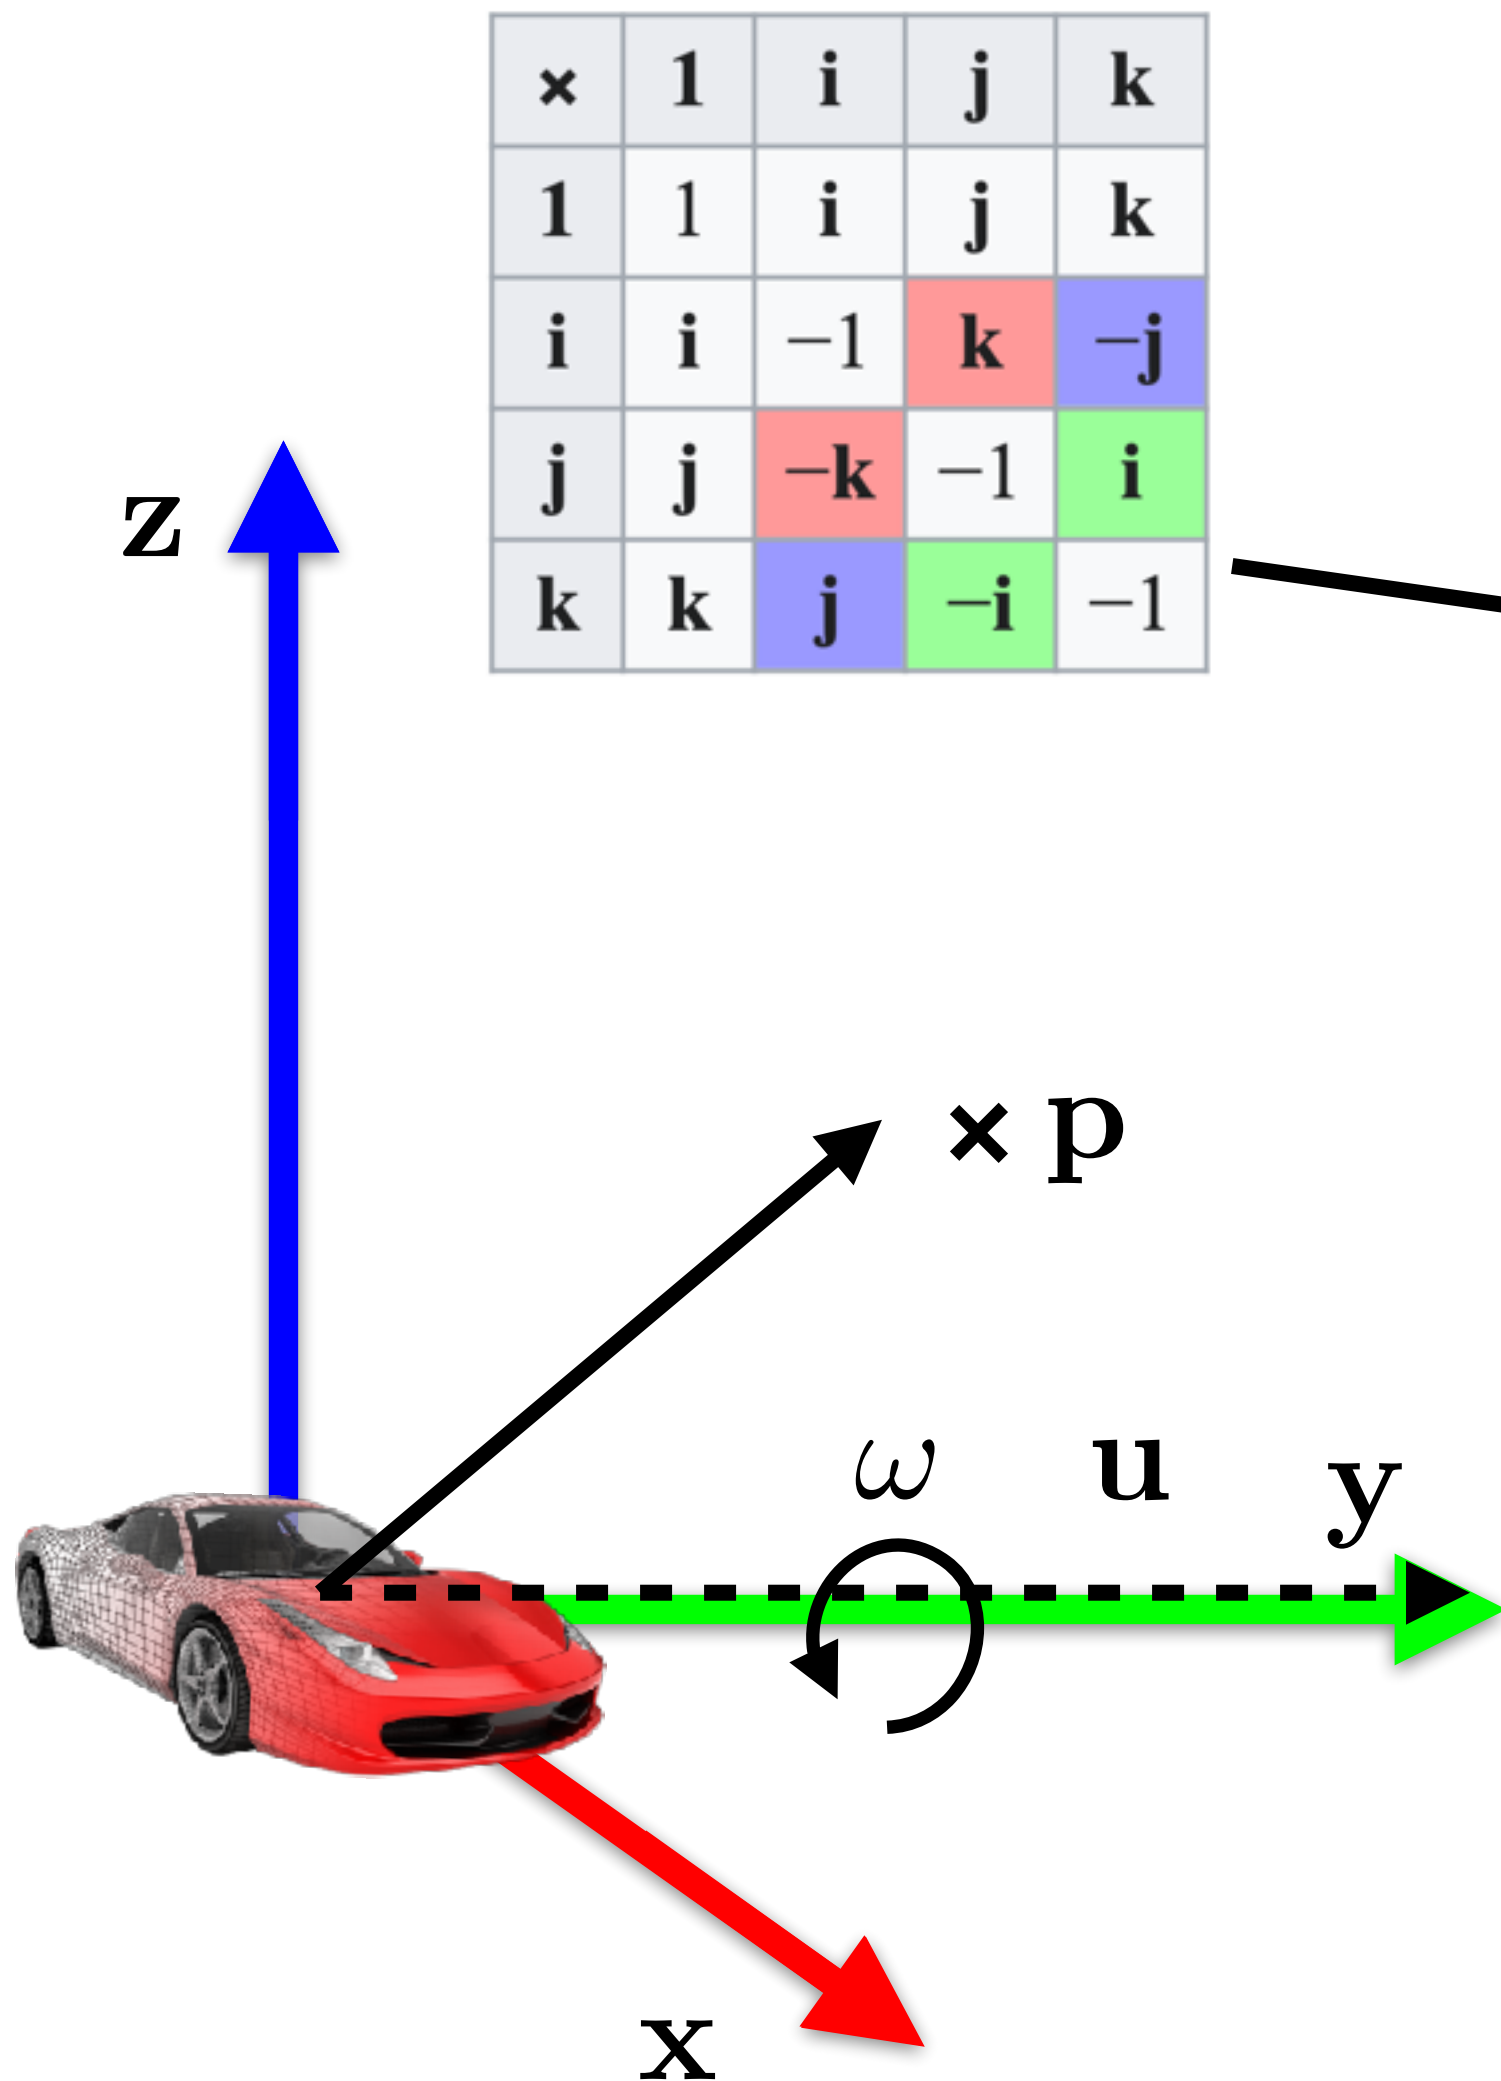 × 1 i j k
1 1 i j k
i i −1 k −j
j j −k −1 i
k k j −i −1
z
× p
ω u y
x